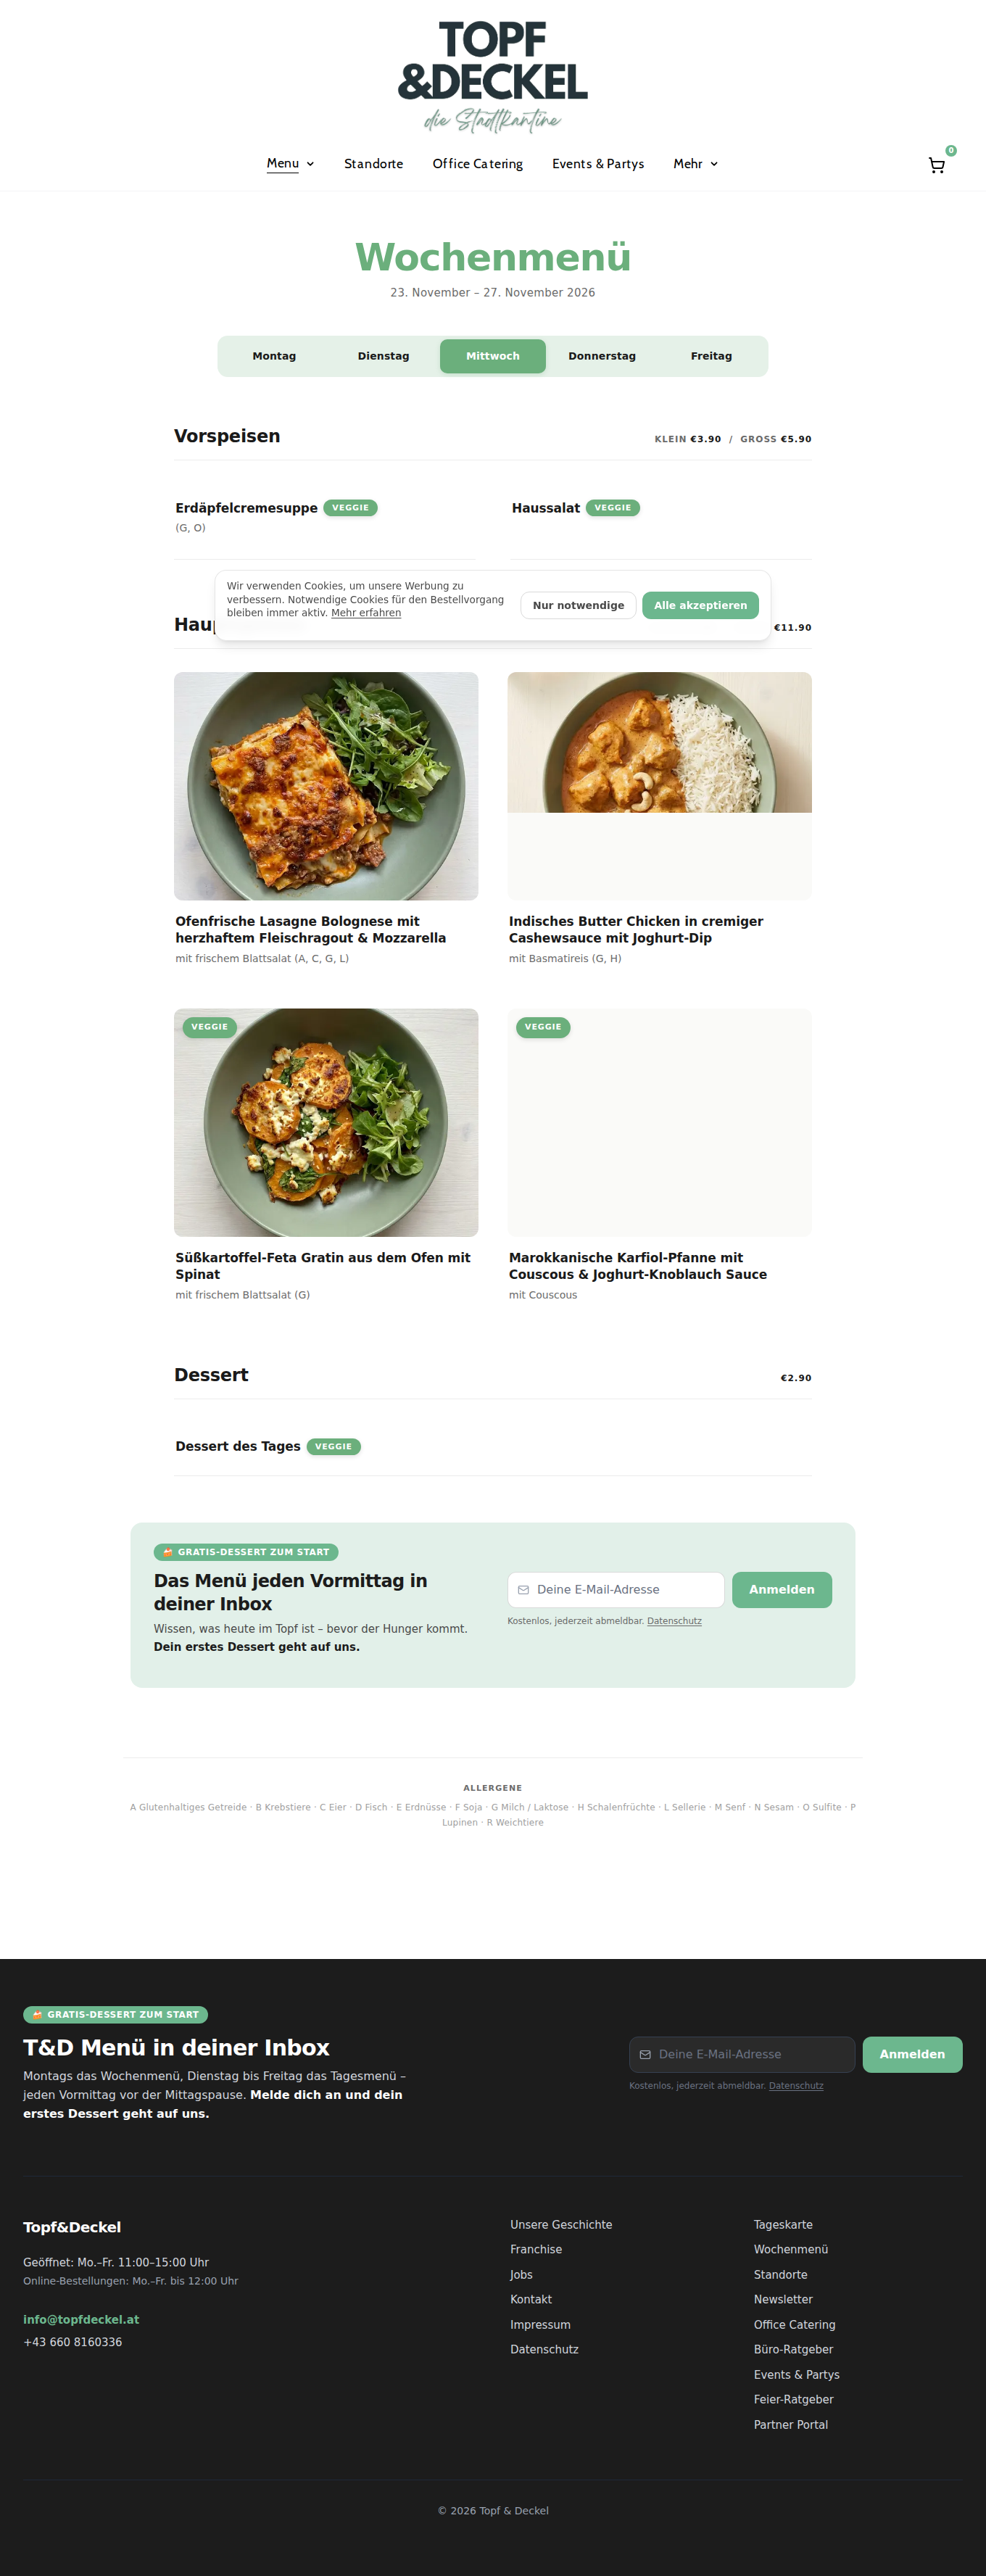 TOPF
&DECKEL
die Stadtkantine
Menu
Standorte
Office Catering
Events & Partys
Mehr
0
Wochenmenü
23. November – 27. November 2026
Montag
Dienstag
Mittwoch
Donnerstag
Freitag
Vorspeisen
KLEIN €3.90 / GROSS €5.90
Erdäpfelcremesuppe VEGGIE
(G, O)
Haussalat VEGGIE
Wir verwenden Cookies, um unsere Werbung zu
verbessern. Notwendige Cookies für den Bestellvorgang
bleiben immer aktiv. Mehr erfahren
Nur notwendige
Alle akzeptieren
€11.90
Ofenfrische Lasagne Bolognese mit
herzhaftem Fleischragout & Mozzarella
mit frischem Blattsalat (A, C, G, L)
Indisches Butter Chicken in cremiger
Cashewsauce mit Joghurt-Dip
mit Basmatireis (G, H)
VEGGIE
Süßkartoffel-Feta Gratin aus dem Ofen mit
Spinat
mit frischem Blattsalat (G)
VEGGIE
Marokkanische Karfiol-Pfanne mit
Couscous & Joghurt-Knoblauch Sauce
mit Couscous
Dessert
€2.90
Dessert des Tages VEGGIE
GRATIS-DESSERT ZUM START
Das Menü jeden Vormittag in
deiner Inbox
Wissen, was heute im Topf ist – bevor der Hunger kommt.
Dein erstes Dessert geht auf uns.
Deine E-Mail-Adresse
Anmelden
Kostenlos, jederzeit abmeldbar. Datenschutz
ALLERGENE
A Glutenhaltiges Getreide · B Krebstiere · C Eier · D Fisch · E Erdnüsse · F Soja · G Milch / Laktose · H Schalenfrüchte · L Sellerie · M Senf · N Sesam · O Sulfite · P
Lupinen · R Weichtiere
GRATIS-DESSERT ZUM START
T&D Menü in deiner Inbox
Montags das Wochenmenü, Dienstag bis Freitag das Tagesmenü –
jeden Vormittag vor der Mittagspause. Melde dich an und dein
erstes Dessert geht auf uns.
Deine E-Mail-Adresse
Anmelden
Kostenlos, jederzeit abmeldbar. Datenschutz
Topf&Deckel
Geöffnet: Mo.–Fr. 11:00–15:00 Uhr
Online-Bestellungen: Mo.–Fr. bis 12:00 Uhr
info@topfdeckel.at
+43 660 8160336
Unsere Geschichte
Franchise
Jobs
Kontakt
Impressum
Datenschutz
Tageskarte
Wochenmenü
Standorte
Newsletter
Office Catering
Büro-Ratgeber
Events & Partys
Feier-Ratgeber
Partner Portal
© 2026 Topf & Deckel